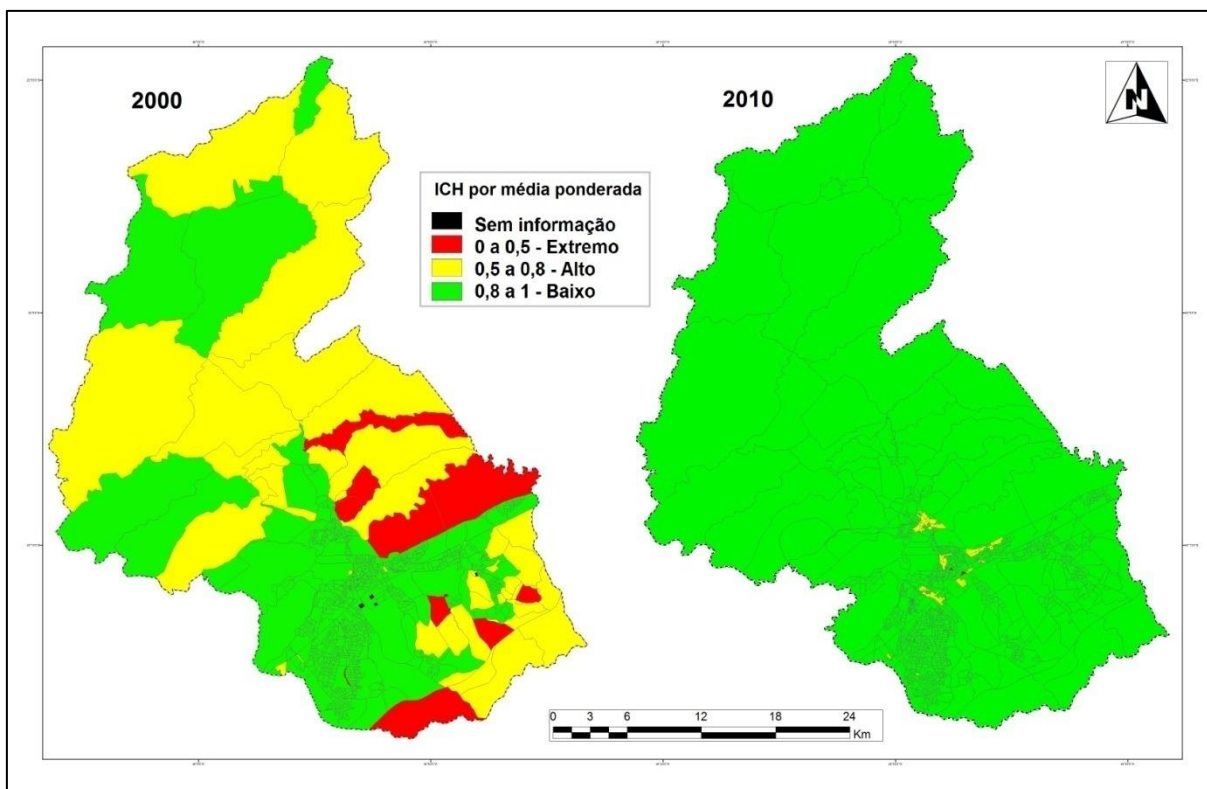 2000
2010
N
ICH por média ponderada
Sem informação
0 a 0,5 - Extremo
0,5 a 0,8 - Alto
0,8 a 1 - Baixo
0 3 6 12 18 24
Km